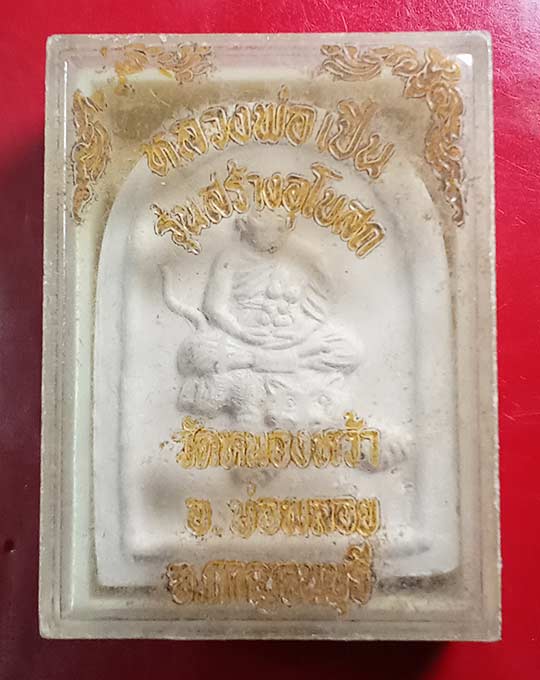 หลวงพ่อเปิ่น
รุ่นสร้างอุโบสถ
วัดหนองหว้า
อ.บ่อพลอย
จ.กาญจนบุรี